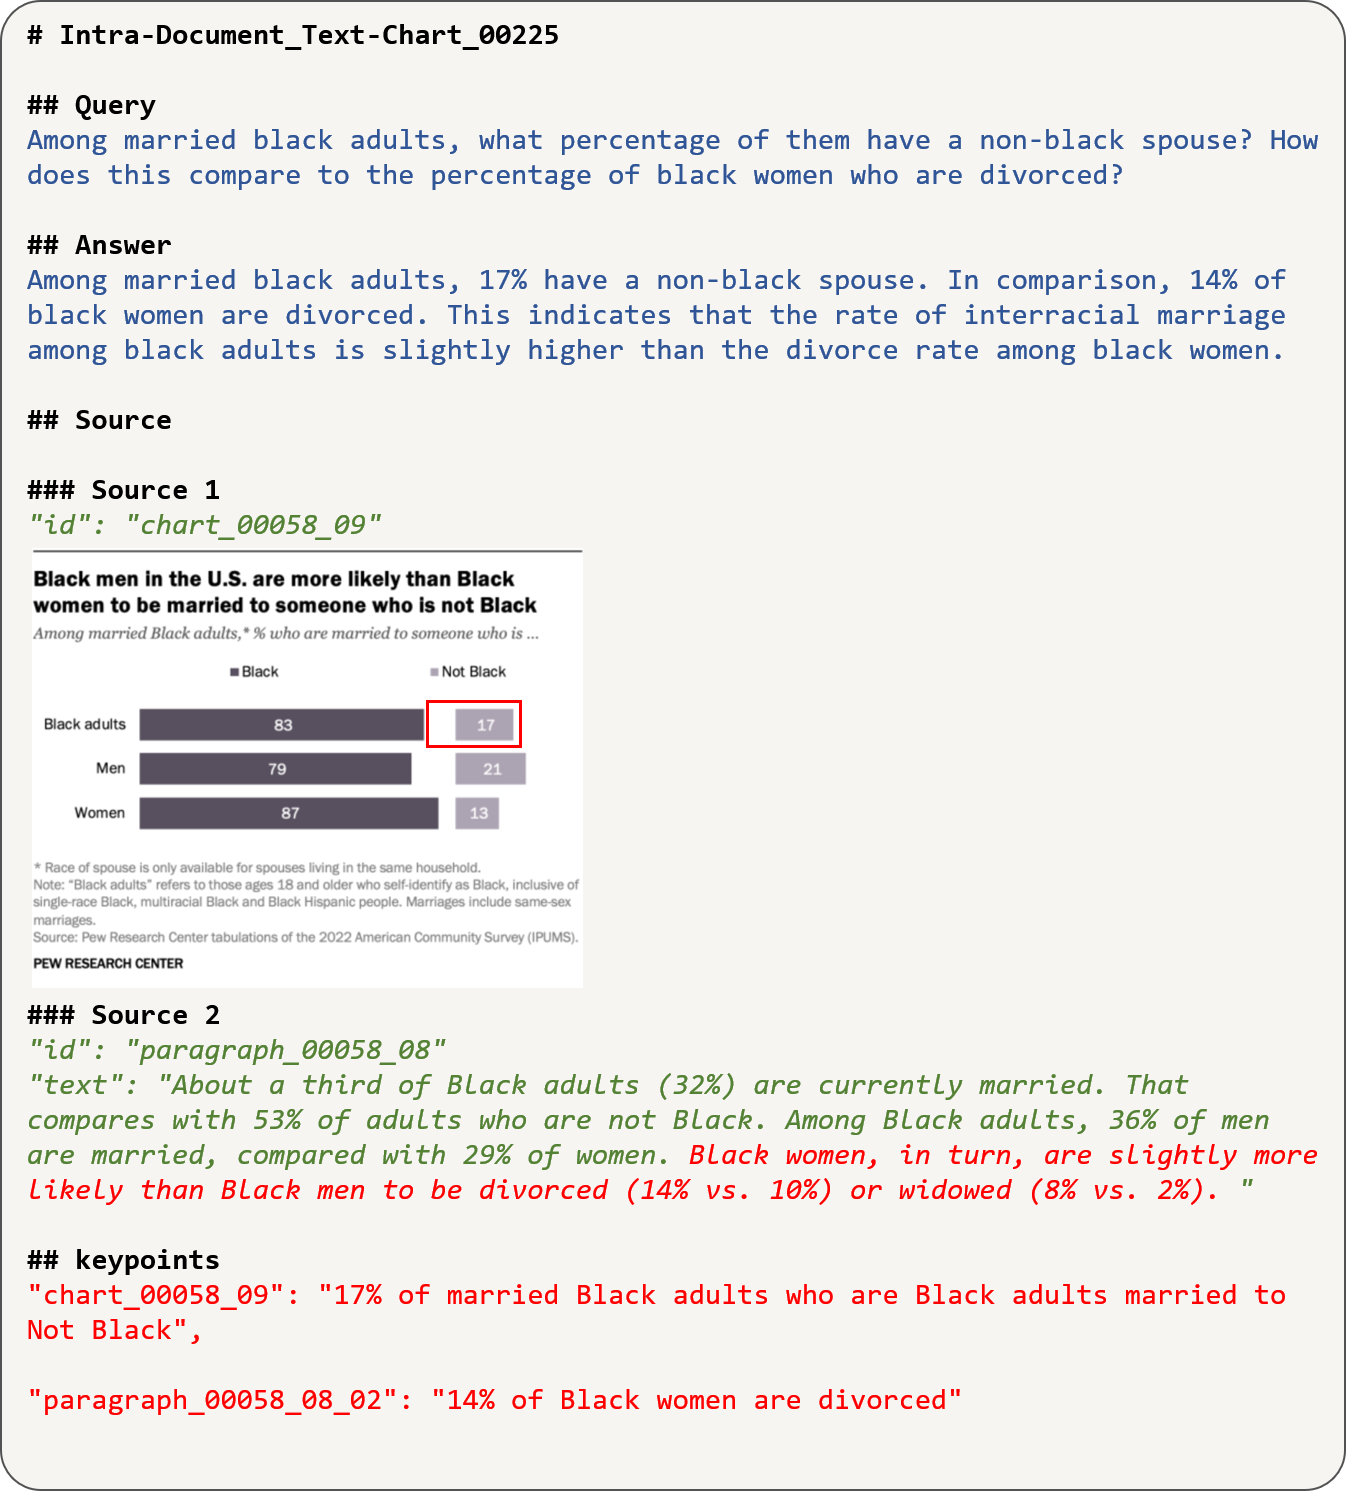 # Intra-Document_Text-Chart_00225
## Query
Among married black adults, what percentage of them have a non-black spouse? How
does this compare to the percentage of black women who are divorced?
## Answer
Among married black adults, 17% have a non-black spouse. In comparison, 14% of
black women are divorced. This indicates that the rate of interracial marriage
among black adults is slightly higher than the divorce rate among black women.
## Source
### Source 1
"id": "chart_00058_09"
Black men in the U.S. are more likely than Black
women to be married to someone who is not Black
Among married Black adults,* % who are married to someone who is ...
Black Not Black
Black adults 83 17
Men 79 21
Women 87 13
* Race of spouse is only available for spouses living in the same household.
Note: “Black adults” refers to those ages 18 and older who self-identify as Black, inclusive of
single-race Black, multiracial Black and Black Hispanic people. Marriages include same-sex
marriages.
Source: Pew Research Center tabulations of the 2022 American Community Survey (IPUMS).
PEW RESEARCH CENTER
### Source 2
"id": "paragraph_00058_08"
"text": "About a third of Black adults (32%) are currently married. That
compares with 53% of adults who are not Black. Among Black adults, 36% of men
are married, compared with 29% of women. Black women, in turn, are slightly more
likely than Black men to be divorced (14% vs. 10%) or widowed (8% vs. 2%). "
## keypoints
"chart_00058_09": "17% of married Black adults who are Black adults married to
Not Black",
"paragraph_00058_08_02": "14% of Black women are divorced"